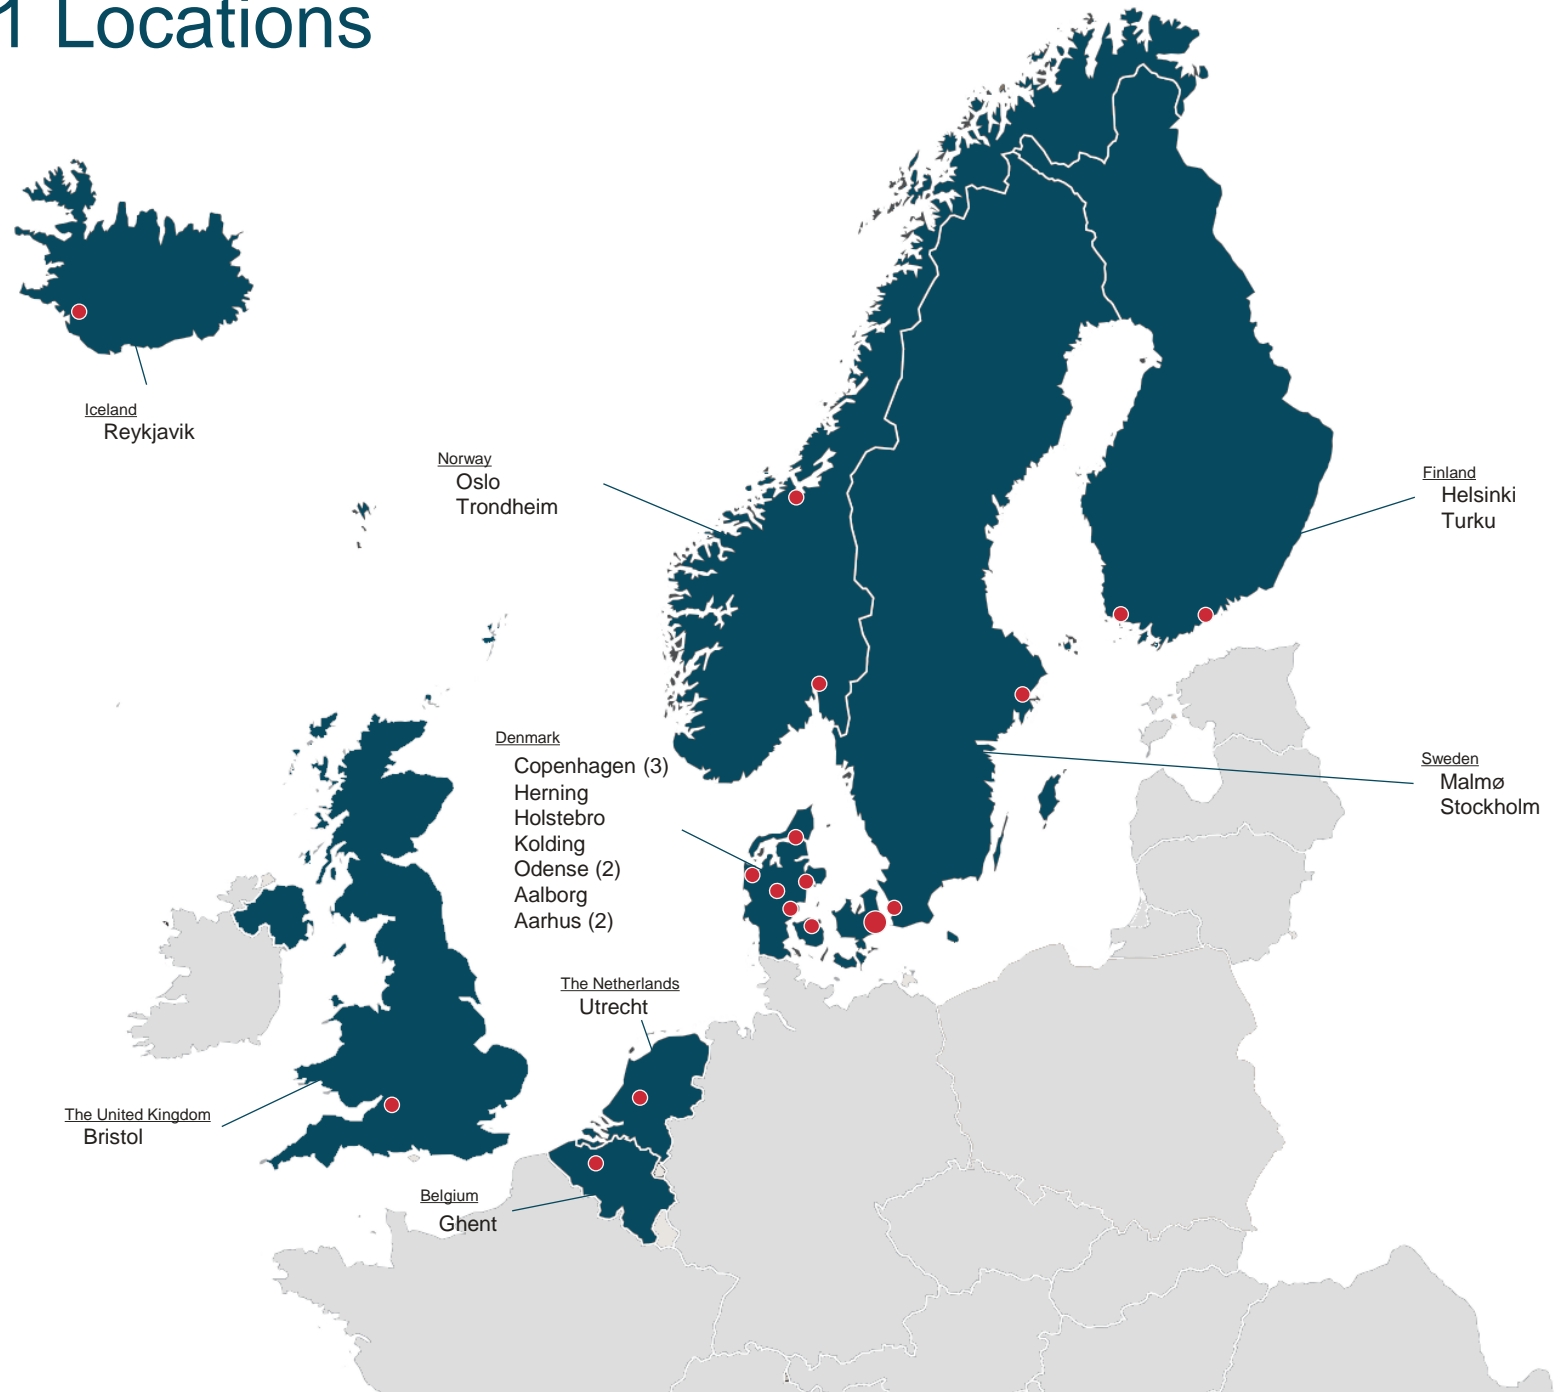 1 Locations
Iceland
Reykjavik
Norway
Oslo
Trondheim
Finland
Helsinki
Turku
Denmark
Copenhagen (3)
Herning
Holstebro
Kolding
Odense (2)
Aalborg
Aarhus (2)
Sweden
Malmø
Stockholm
The Netherlands
Utrecht
The United Kingdom
Bristol
Belgium
Ghent